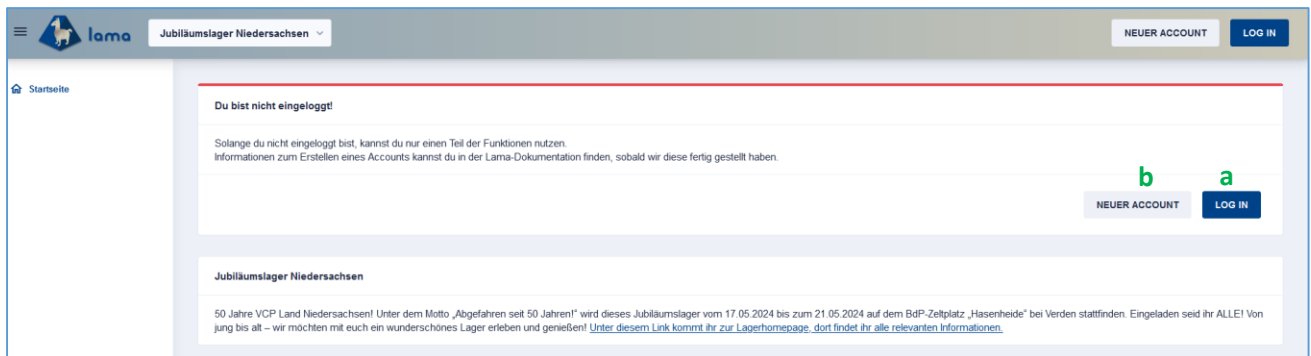 lama
Jubiläumslager Niedersachsen
NEUER ACCOUNT
LOG IN
Startseite
Du bist nicht eingeloggt!
Solange du nicht eingeloggt bist, kannst du nur einen Teil der Funktionen nutzen.
Informationen zum Erstellen eines Accounts kannst du in der Lama-Dokumentation finden, sobald wir diese fertig gestellt haben.
b
a
NEUER ACCOUNT
LOG IN
Jubiläumslager Niedersachsen
50 Jahre VCP Land Niedersachsen! Unter dem Motto „Abgefahren seit 50 Jahren!" wird dieses Jubiläumslager vom 17.05.2024 bis zum 21.05.2024 auf dem BdP-Zeltplatz „Hasenheide" bei Verden stattfinden. Eingeladen seid ihr ALLE! Von
jung bis alt – wir möchten mit euch ein wunderschönes Lager erleben und genießen! Unter diesem Link kommt ihr zur Lagerhomepage, dort findet ihr alle relevanten Informationen.